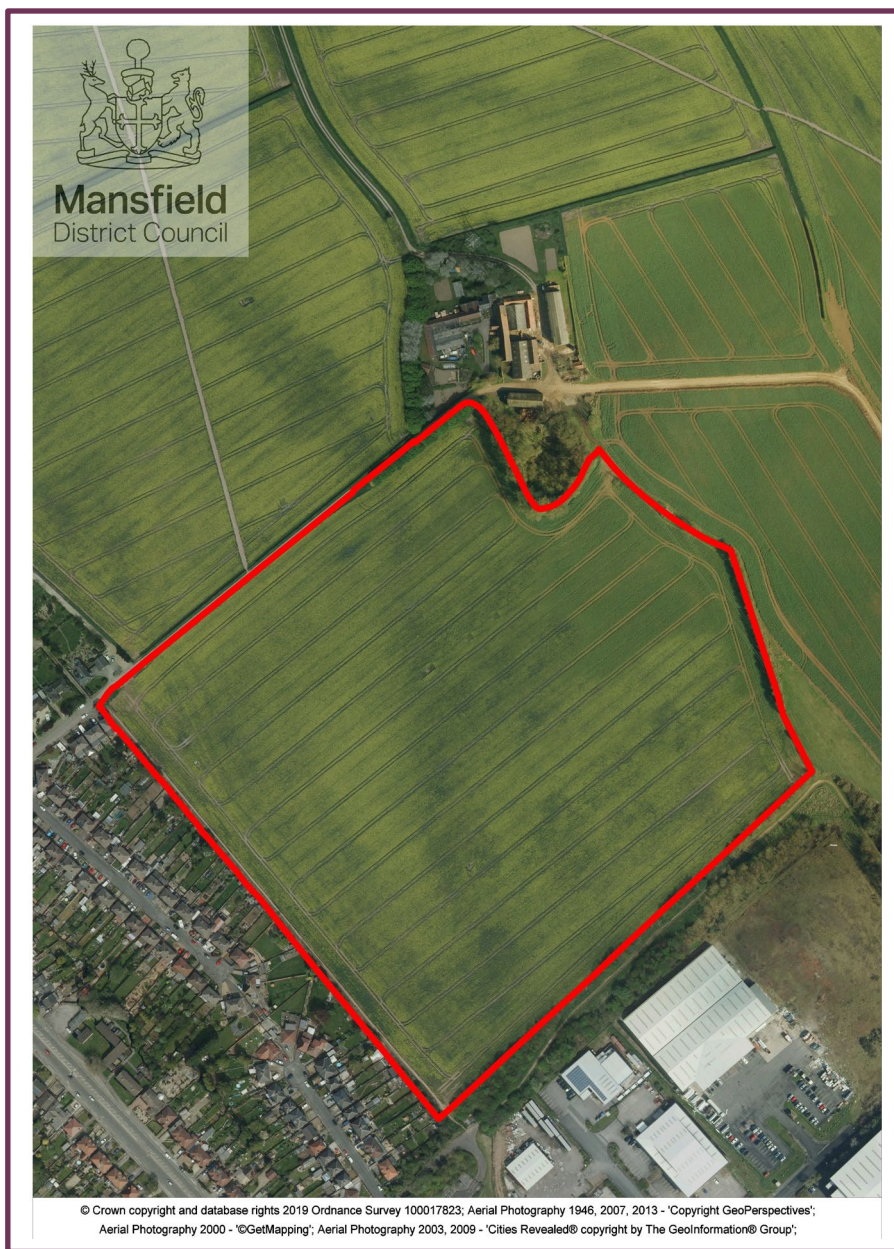 Mansfield
District Council
© Crown copyright and database rights 2019 Ordnance Survey 100017823; Aerial Photography 1946, 2007, 2013 - 'Copyright GeoPerspectives';
Aerial Photography 2000 - '©GetMapping'; Aerial Photography 2003, 2009 - 'Cities Revealed® copyright by The GeoInformation® Group';